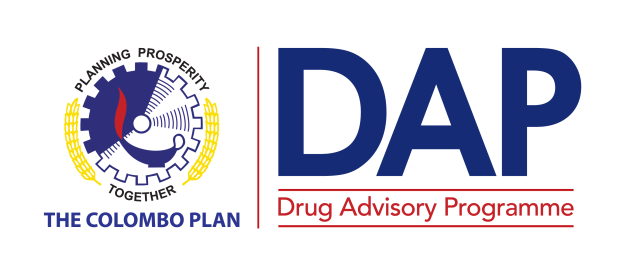 PLANNING PROSPERITY
TOGETHER
THE COLOMBO PLAN
DAP
Drug Advisory Programme